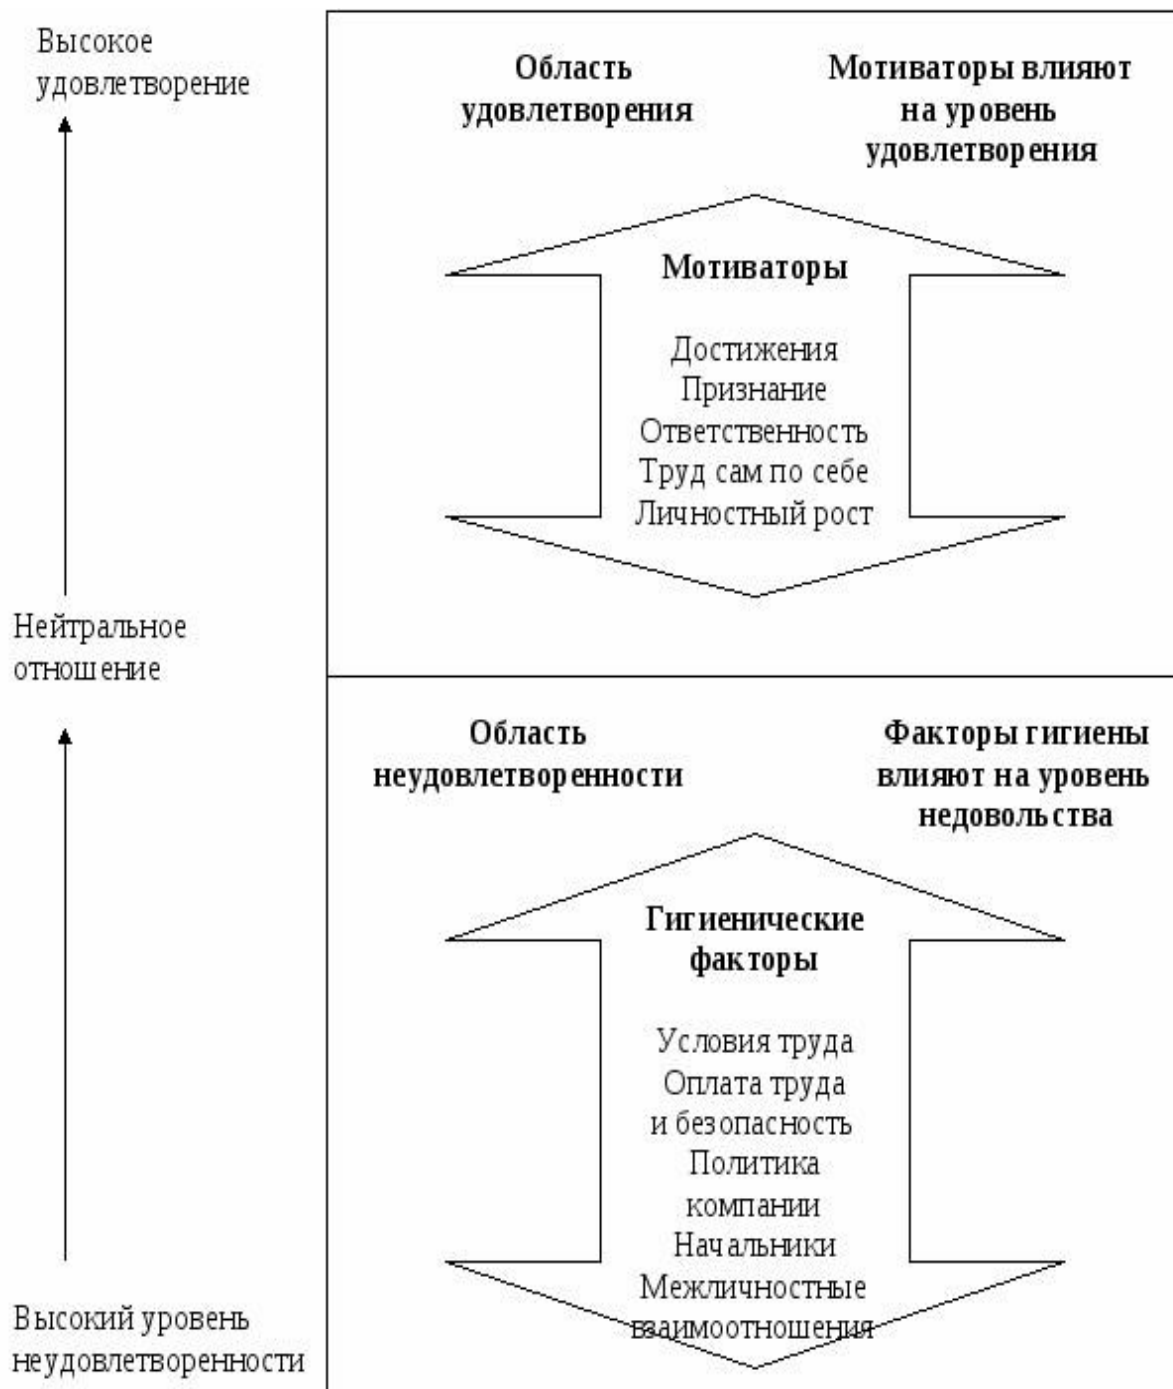 Высокое
удовлетворение
Область
удовлетворения
Мотиваторы влияют
на уровень
удовлетворения
Мотиваторы
Достижения
Признание
Ответственность
Труд сам по себе
Личностный рост
Нейтральное
отношение
Область
неудовлетворенности
Факторы гигиены
влияют на уровень
недовольства
Гигиенические
факторы
Условия труда
Оплата труда
и безопасность
Политика
компании
Начальники
Межличностные
взаимоотношения
Высокий уровень
неудовлетворенности